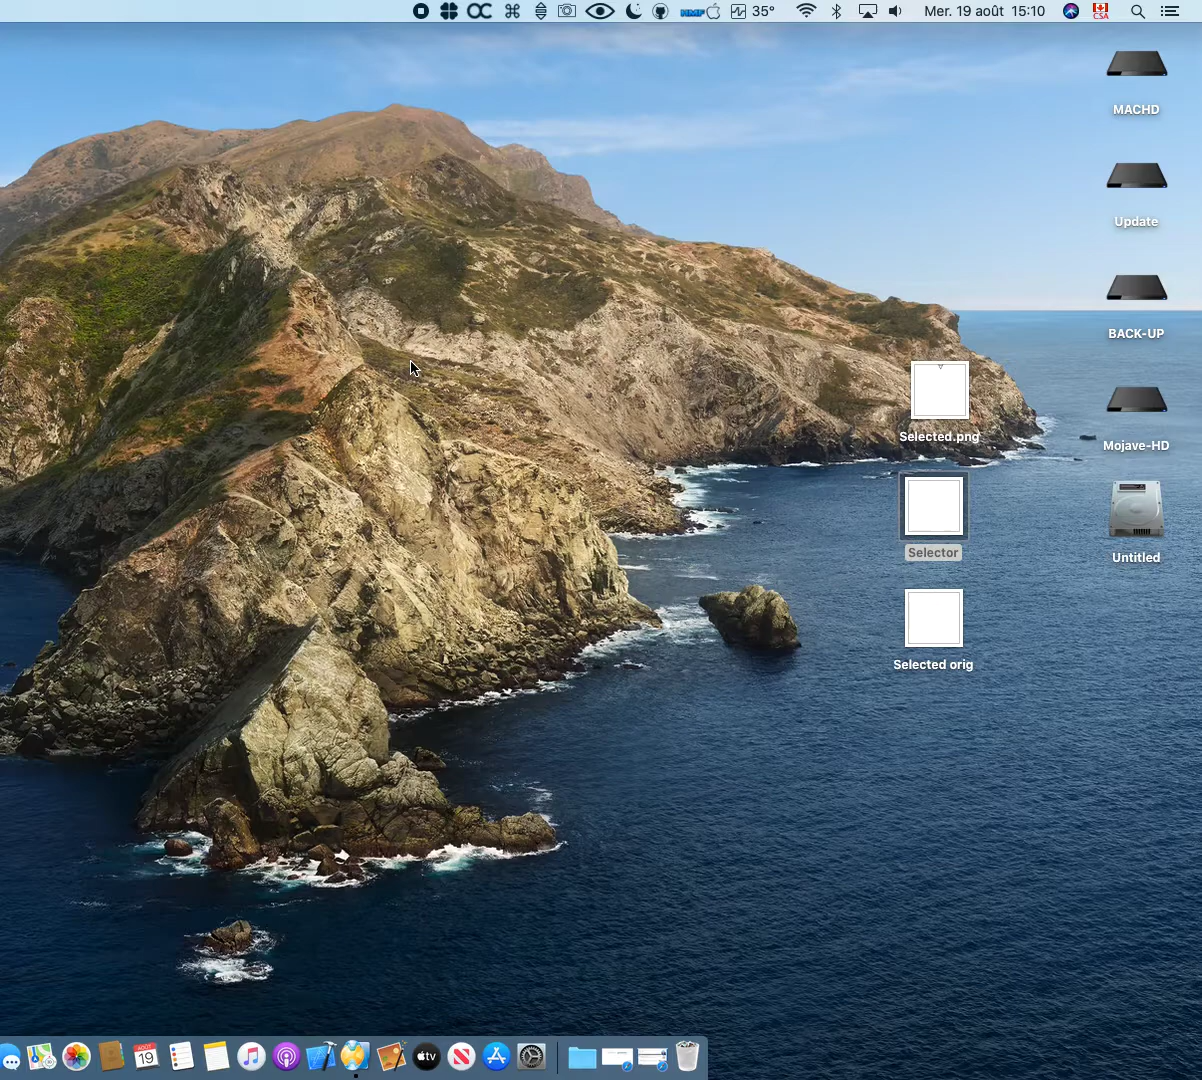 35° Mer. 19 août 15:10 CSA
MACHD
Update
BACK-UP
Selected.png
Mojave-HD
Selector
Untitled
Selected orig
AOÛT
19
tv